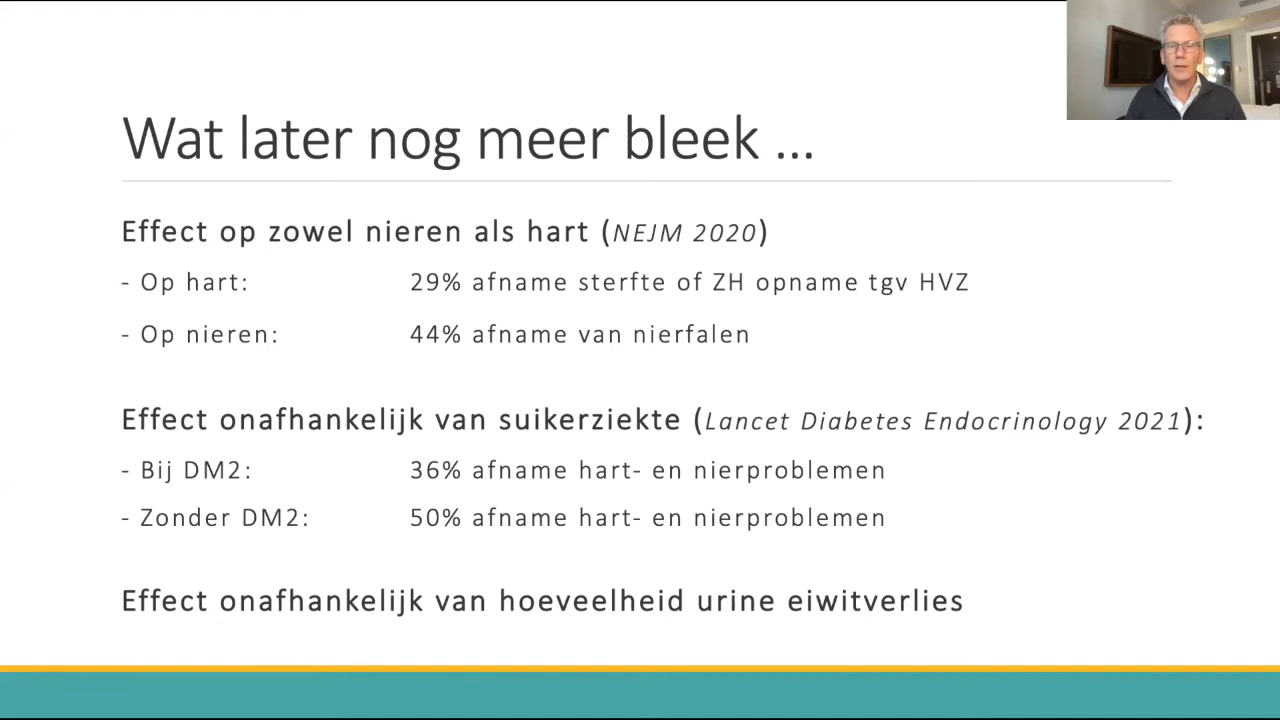 Wat later nog meer bleek ...
Effect op zowel nieren als hart (NEJM 2020)
- Op hart: 29% afname sterfte of ZH opname tgv HVZ
- Op nieren: 44% afname van nierfalen
Effect onafhankelijk van suikerziekte (Lancet Diabetes Endocrinology 2021):
- Bij DM2: 36% afname hart- en nierproblemen
- Zonder DM2: 50% afname hart- en nierproblemen
Effect onafhankelijk van hoeveelheid urine eiwitverlies